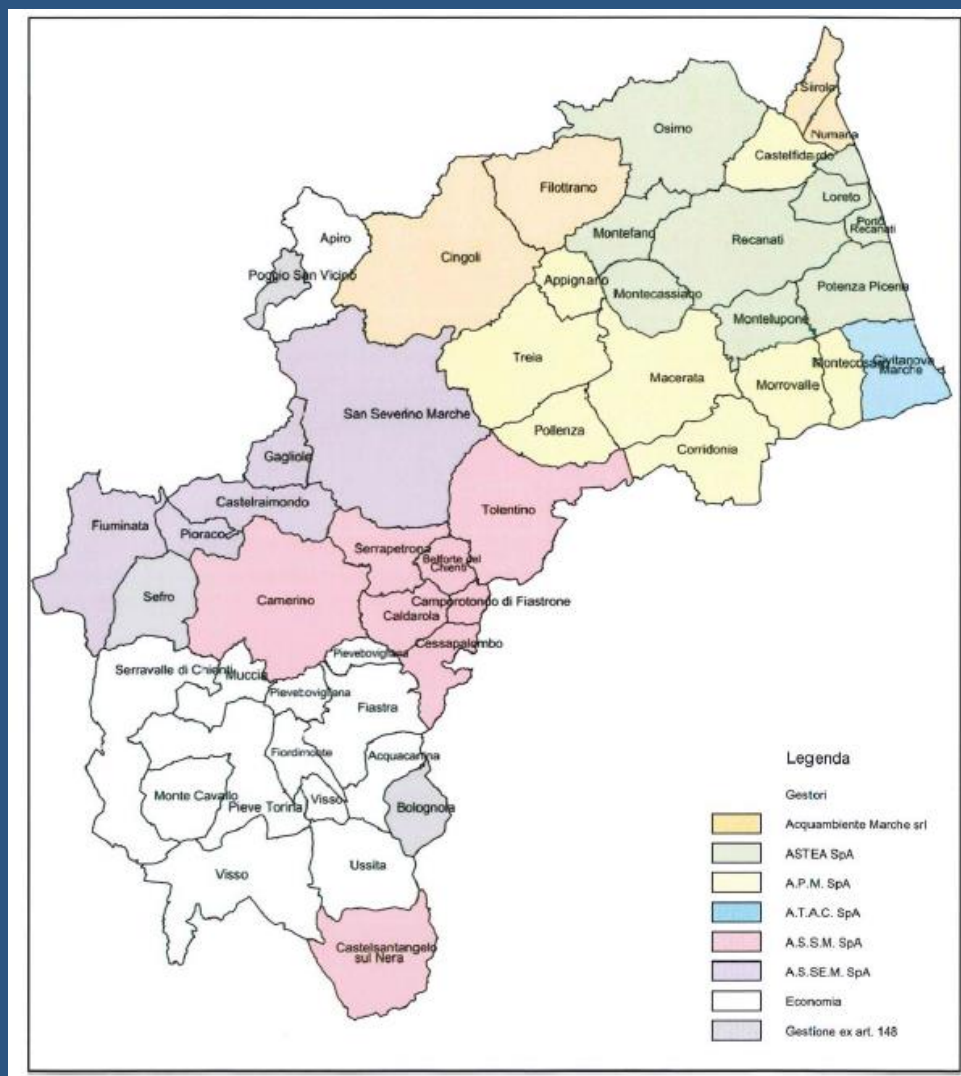 Sirolo
Numana
Osimo
Castelfidardo
Filottrano
Loreto
Porto
Recanati
Montefano
Recanati
Apiro
Cingoli
Poggio San Vicino
Appignano
Montecassiano
Potenza Picena
Montelupone
Treia
Macerata
Morrovalle
Montecosaro
Civitanova
Marche
San Severino Marche
Pollenza
Corridonia
Gagliole
Tolentino
Castelraimondo
Fiuminata
Pioraco
Serrapetrona
Belforte del
Chienti
Sefro
Camerino
Camporotondo di Fiastrone
Caldarola
Cessapalombo
Pievebovigliana
Serravalle di Chienti
Muccia
Pievebovigliana
Fiastra
Fiordimonte
Acquacanina
Monte Cavallo
Pieve Torina
Visso
Bolognola
Visso
Ussita
Castelsantangelo
sul Nera
Legenda
Gestori
Acquambiente Marche srl
ASTEA SpA
A.P.M. SpA
A.T.A.C. SpA
A.S.S.M. SpA
A.S.SE.M. SpA
Economia
Gestione ex art. 148